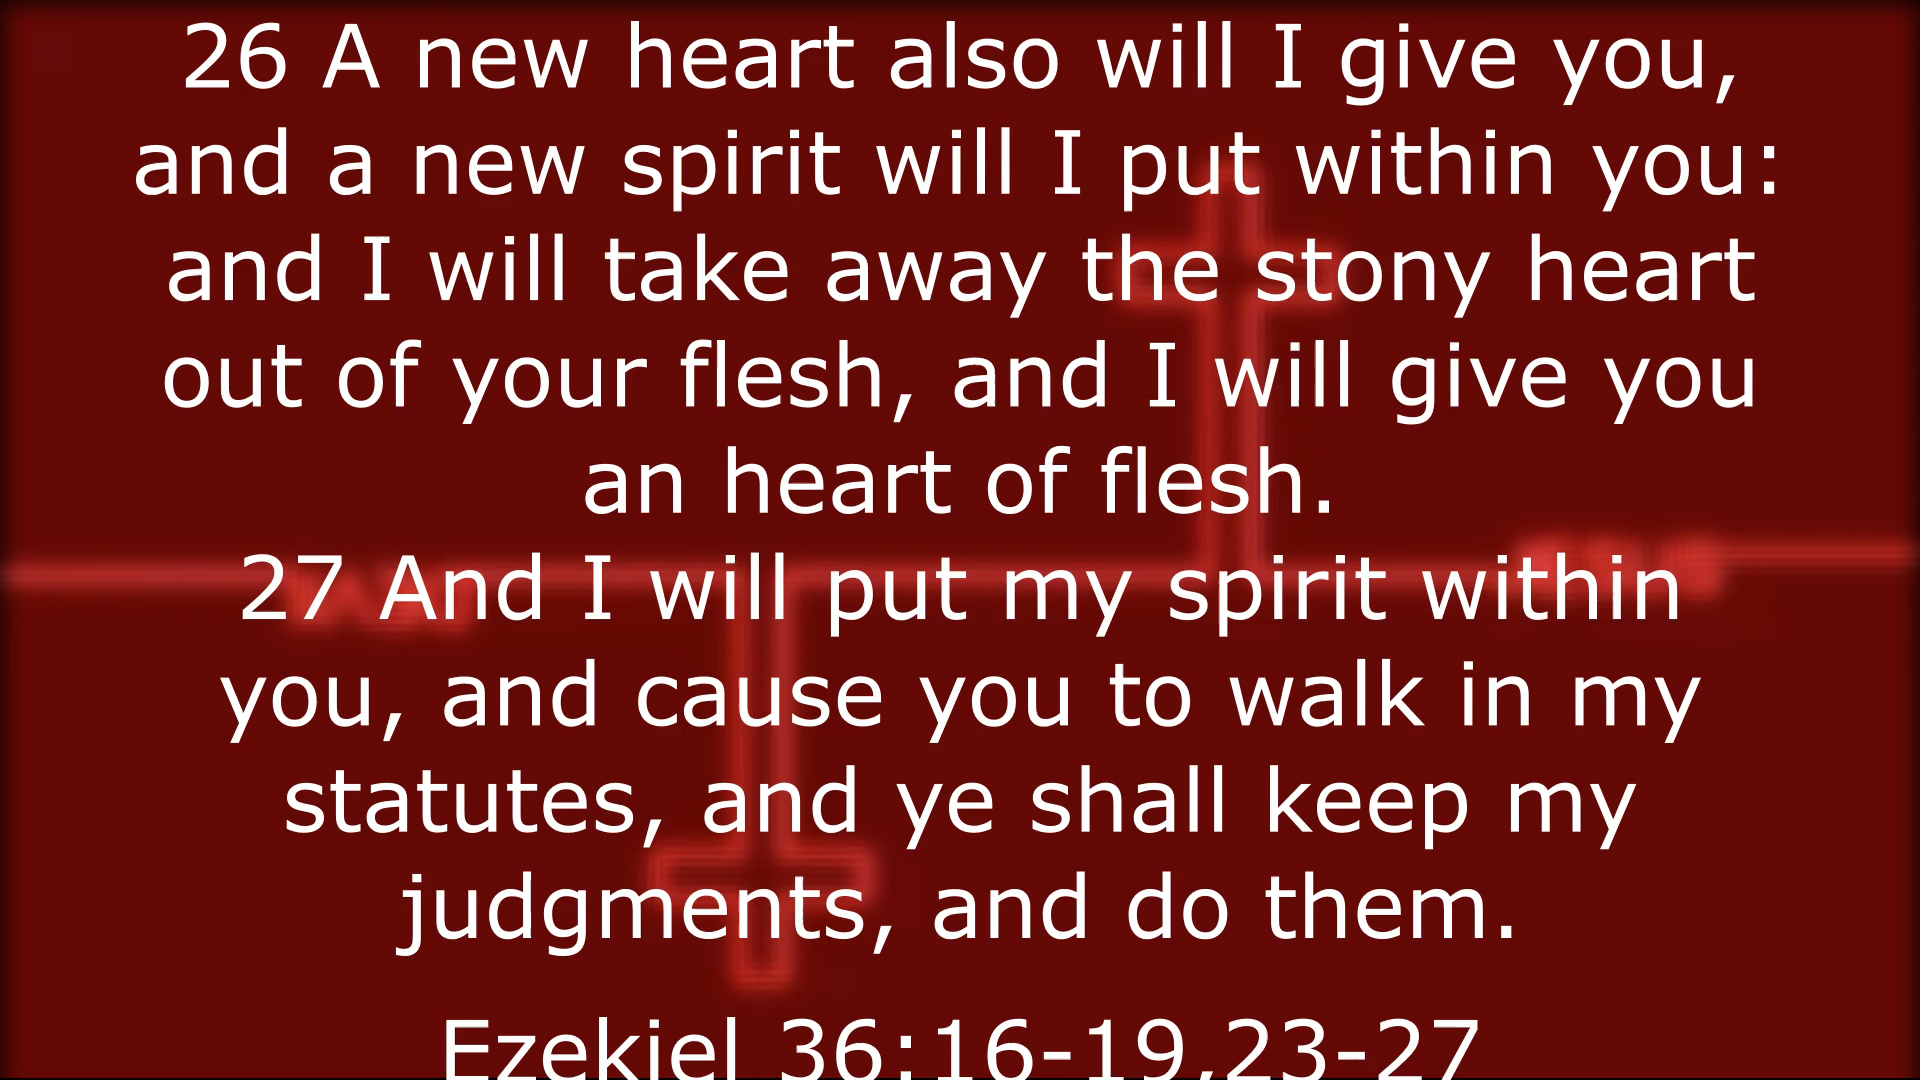 26 A new heart also will I give you,
and a new spirit will I put within you:
and I will take away the stony heart
out of your flesh, and I will give you
an heart of flesh.
27 And I will put my spirit within
you, and cause you to walk in my
statutes, and ye shall keep my
judgments, and do them.
Ezekiel 36:16-19,23-27